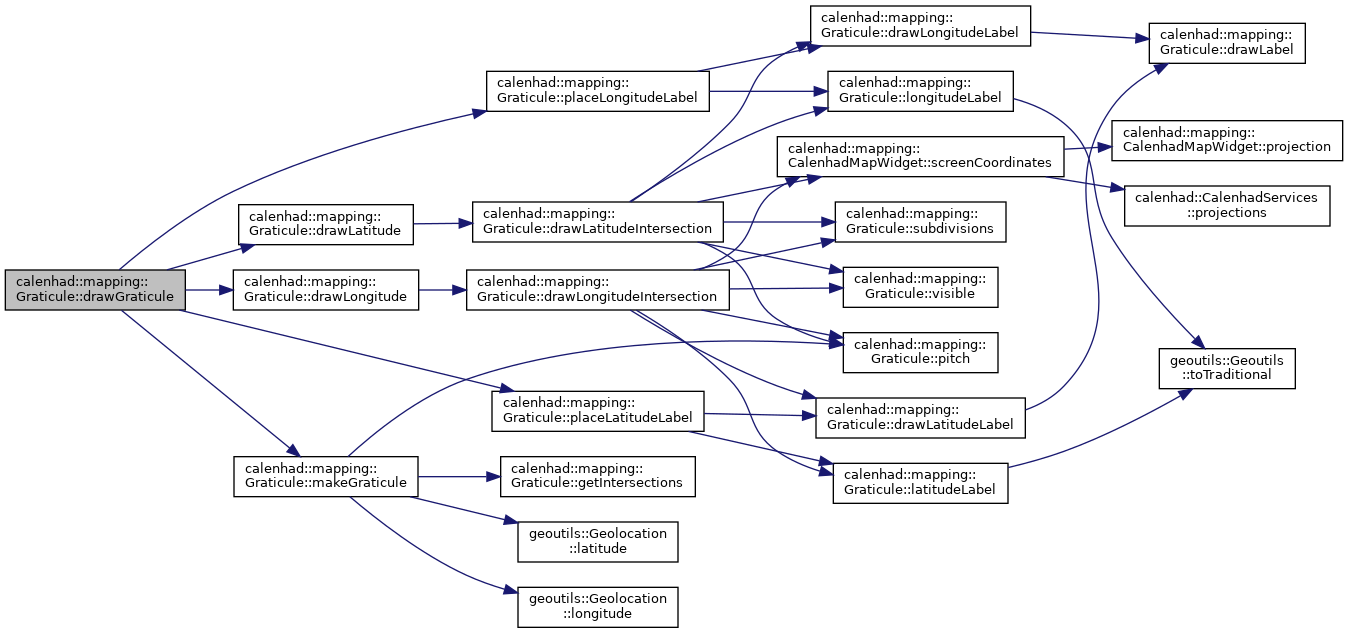 calenhad::mapping::
Graticule::drawGraticule
calenhad::mapping::
Graticule::placeLongitudeLabel
calenhad::mapping::
Graticule::drawLatitude
calenhad::mapping::
Graticule::drawLongitude
calenhad::mapping::
Graticule::makeGraticule
calenhad::mapping::
Graticule::drawLatitudeIntersection
calenhad::mapping::
Graticule::drawLongitudeIntersection
calenhad::mapping::
Graticule::placeLatitudeLabel
calenhad::mapping::
Graticule::getIntersections
geoutils::Geolocation
::latitude
geoutils::Geolocation
::longitude
calenhad::mapping::
Graticule::drawLongitudeLabel
calenhad::mapping::
Graticule::longitudeLabel
calenhad::mapping::
CalenhadMapWidget::screenCoordinates
calenhad::mapping::
Graticule::subdivisions
calenhad::mapping::
Graticule::visible
calenhad::mapping::
Graticule::pitch
calenhad::mapping::
Graticule::drawLatitudeLabel
calenhad::mapping::
Graticule::latitudeLabel
calenhad::mapping::
Graticule::drawLabel
calenhad::mapping::
CalenhadMapWidget::projection
calenhad::CalenhadServices
::projections
geoutils::Geoutils
::toTraditional